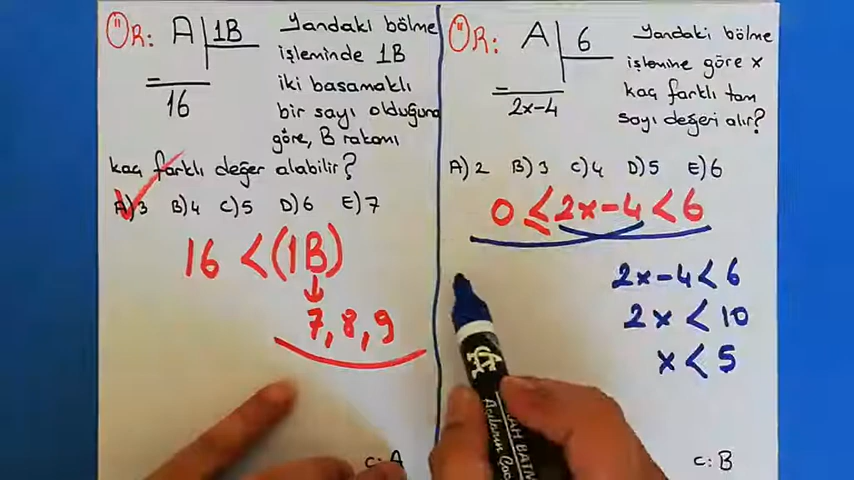 ÖR: A 1B
16
Yandaki bölme
işleminde 1B
iki basamaklı
bir sayı olduğuna
göre, B rakamı
kaç farklı değer alabilir?
A)3 B)4 C)5 D)6 E)7
16 < (1B)
7, 8, 9
C: A
ÖR: A 6
2x-4
Yandaki bölme
işlemine göre x
kaç farklı tam
sayı değeri alır?
A)2 B)3 C)4 D)5 E)6
0 ≤ 2x-4 < 6
2x-4 < 6
2x < 10
x < 5
C: B